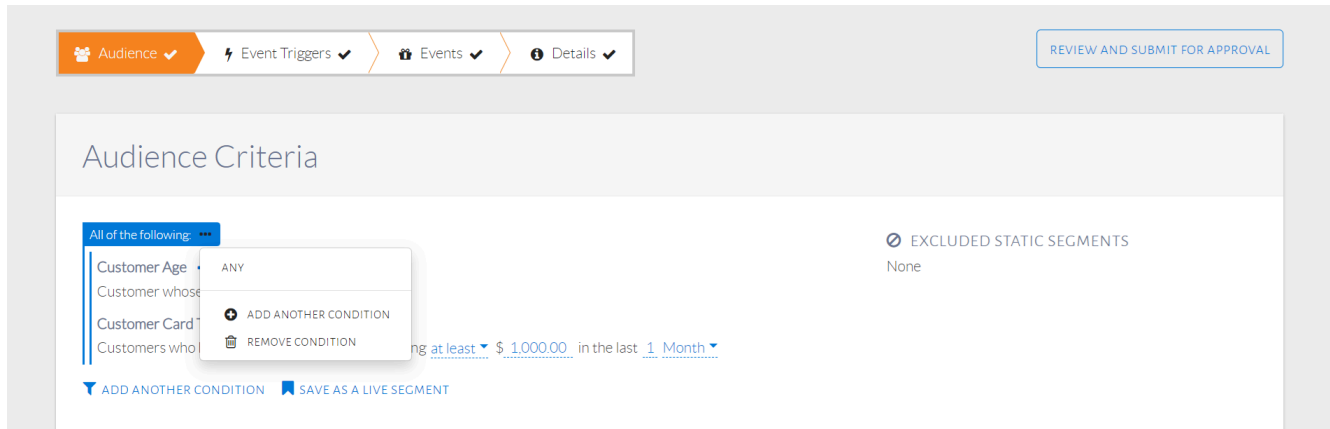 Audience
Event Triggers
Events
Details
REVIEW AND SUBMIT FOR APPROVAL
Audience Criteria
All of the following:
EXCLUDED STATIC SEGMENTS
None
Customer Age
ANY
Customer whose
ADD ANOTHER CONDITION
Customer Card
REMOVE CONDITION
Customers who
at least $ 1,000.00 in the last 1 Month
ADD ANOTHER CONDITION SAVE AS A LIVE SEGMENT